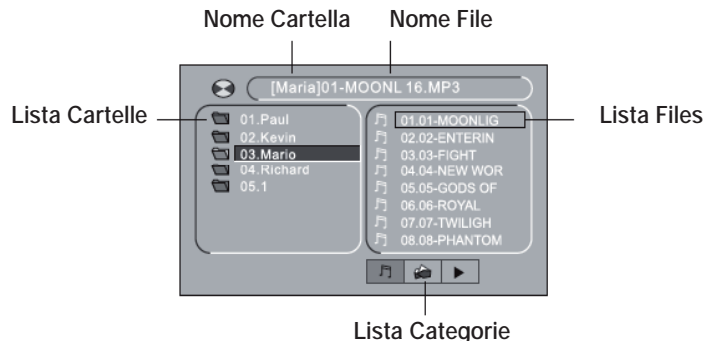 Nome Cartella Nome File
[Maria]01-MOONL 16.MP3
Lista Cartelle
Lista Files
01.Paul
02.Kevin
03.Mario
04.Richard
05.1
01.01-MOONLIG
02.02-ENTERIN
03.03-FIGHT
04.04-NEW WOR
05.05-GODS OF
06.06-ROYAL
07.07-TWILIGH
08.08-PHANTOM
Lista Categorie